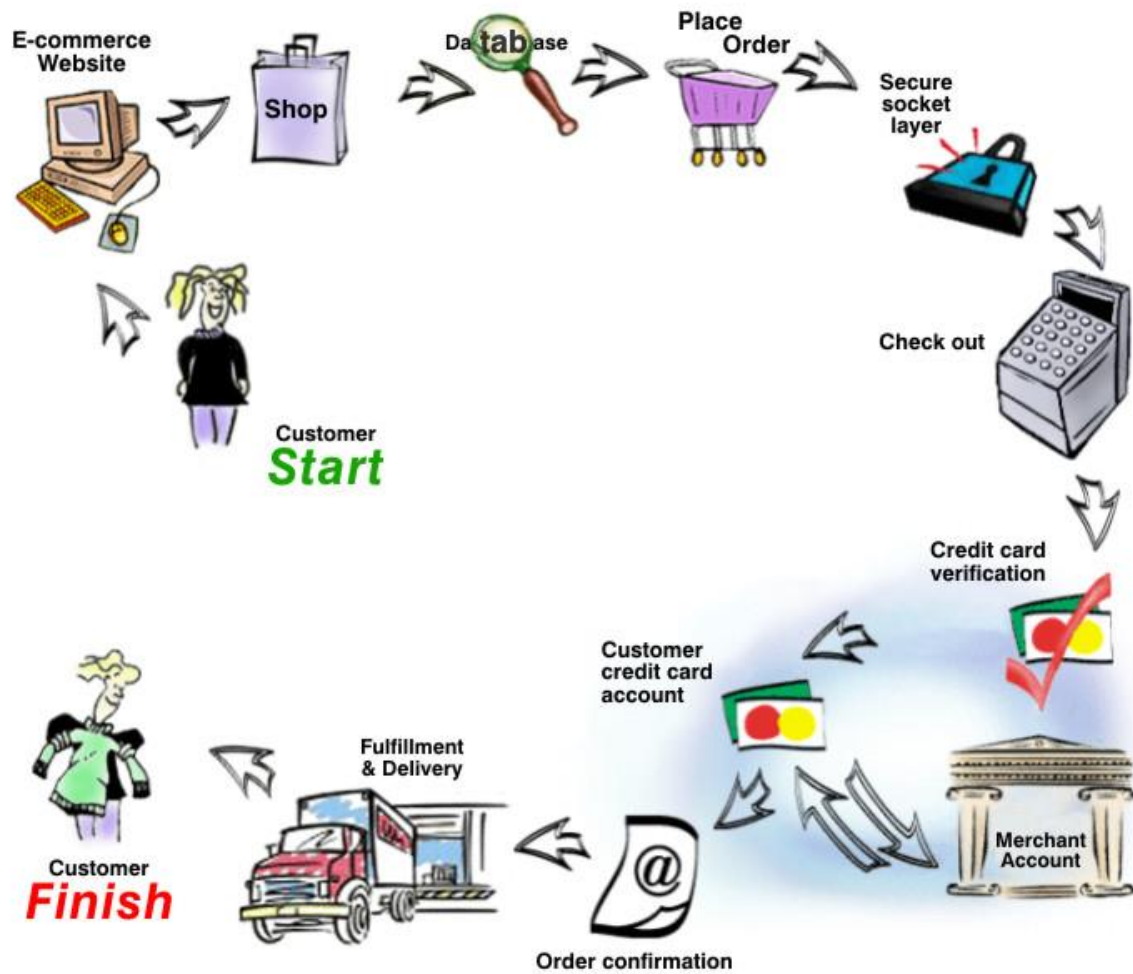 E-commerce
Website
Shop
Database
Place
Order
Secure
socket
layer
Check out
Customer
Start
Credit card
verification
Customer
credit card
account
Merchant
Account
Order confirmation
Fulfillment
& Delivery
Customer
Finish